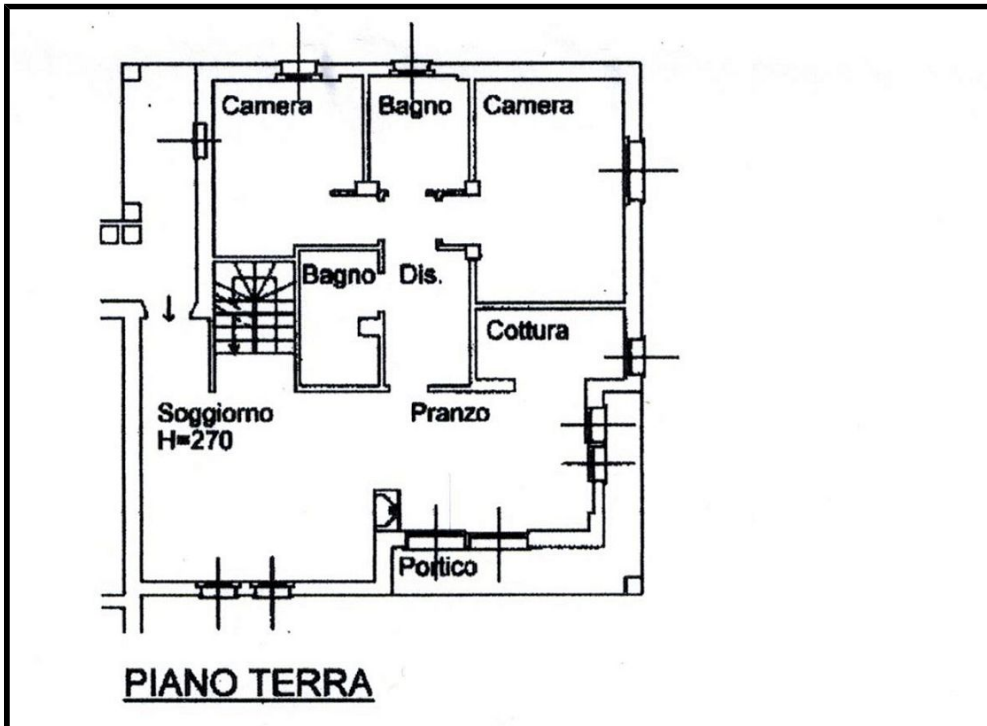 Camera
Bagno
Camera
Bagno
Dis.
Cottura
Soggiorno
H=270
Pranzo
Portico
PIANO TERRA